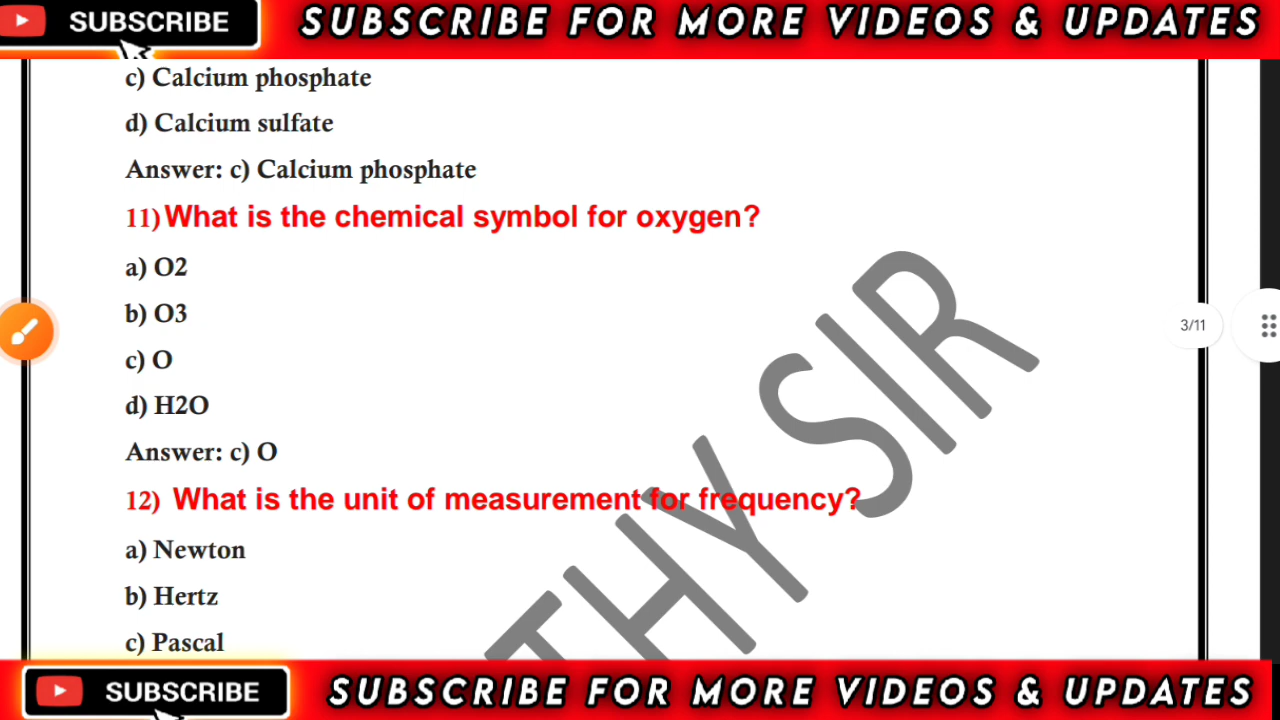 SUBSCRIBE SUBSCRIBE FOR MORE VIDEOS & UPDATES
c) Calcium phosphate
d) Calcium sulfate
Answer: c) Calcium phosphate
11) What is the chemical symbol for oxygen?
a) O2
b) O3
c) O
d) H2O
Answer: c) O
12) What is the unit of measurement for frequency?
a) Newton
b) Hertz
c) Pascal
3/11
THY SIR
SUBSCRIBE SUBSCRIBE FOR MORE VIDEOS & UPDATES